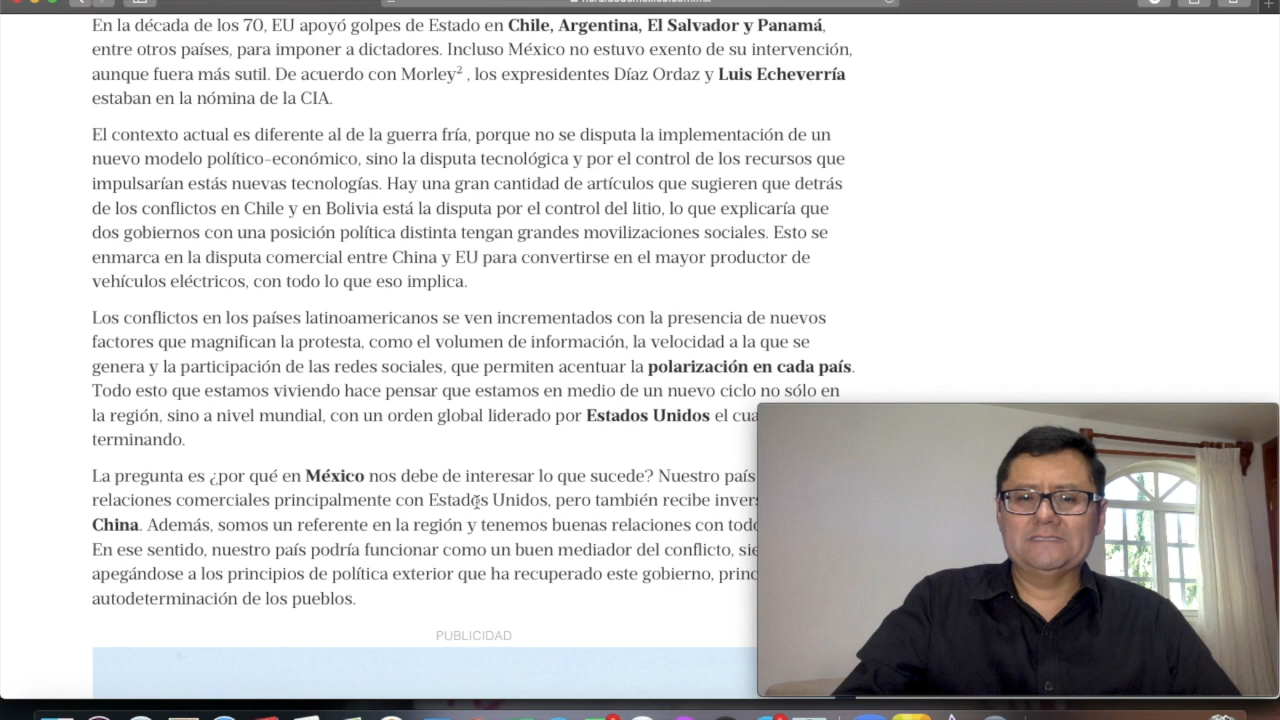 En la década de los 70, EU apoyó golpes de Estado en Chile, Argentina, El Salvador y Panamá,
entre otros países, para imponer a dictadores. Incluso México no estuvo exento de su intervención,
aunque fuera más sutil. De acuerdo con Morley² , los expresidentes Díaz Ordaz y Luis Echeverría
estaban en la nómina de la CIA.
El contexto actual es diferente al de la guerra fría, porque no se disputa la implementación de un
nuevo modelo político-económico, sino la disputa tecnológica y por el control de los recursos que
impulsarían estás nuevas tecnologías. Hay una gran cantidad de artículos que sugieren que detrás
de los conflictos en Chile y en Bolivia está la disputa por el control del litio, lo que explicaría que
dos gobiernos con una posición política distinta tengan grandes movilizaciones sociales. Esto se
enmarca en la disputa comercial entre China y EU para convertirse en el mayor productor de
vehículos eléctricos, con todo lo que eso implica.
Los conflictos en los países latinoamericanos se ven incrementados con la presencia de nuevos
factores que magnifican la protesta, como el volumen de información, la velocidad a la que se
genera y la participación de las redes sociales, que permiten acentuar la polarización en cada país.
Todo esto que estamos viviendo hace pensar que estamos en medio de un nuevo ciclo no sólo en
la región, sino a nivel mundial, con un orden global liderado por Estados Unidos el
terminando.
La pregunta es ¿por qué en México nos debe de interesar lo que sucede? Nuestro país
relaciones comerciales principalmente con Estados Unidos, pero también recibe
China. Además, somos un referente en la región y tenemos buenas relaciones con
En ese sentido, nuestro país podría funcionar como un buen mediador del conflicto,
apegándose a los principios de política exterior que ha recuperado este gobierno,
autodeterminación de los pueblos.
PUBLICIDAD